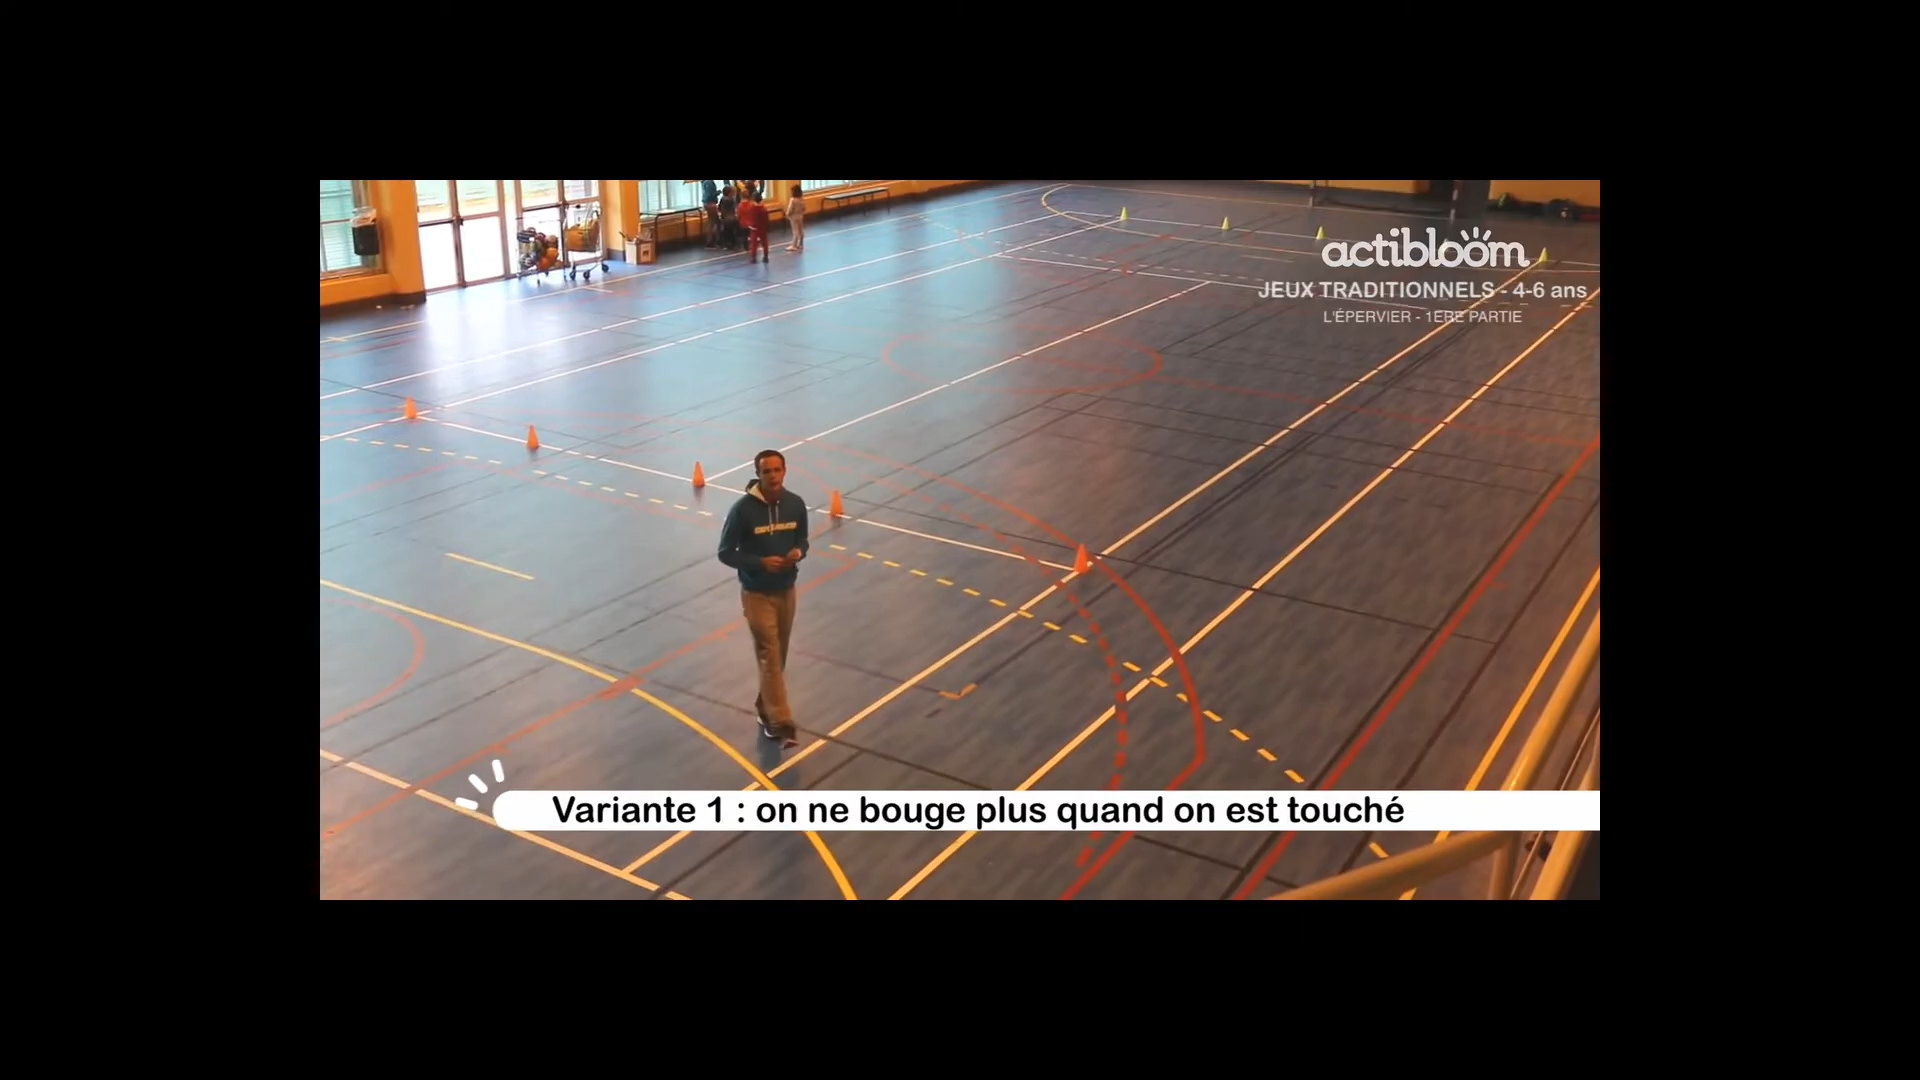 actibloom
JEUX TRADITIONNELS - 4-6 ans
L'ÉPERVIER - 1ERE PARTIE
Variante 1 : on ne bouge plus quand on est touché